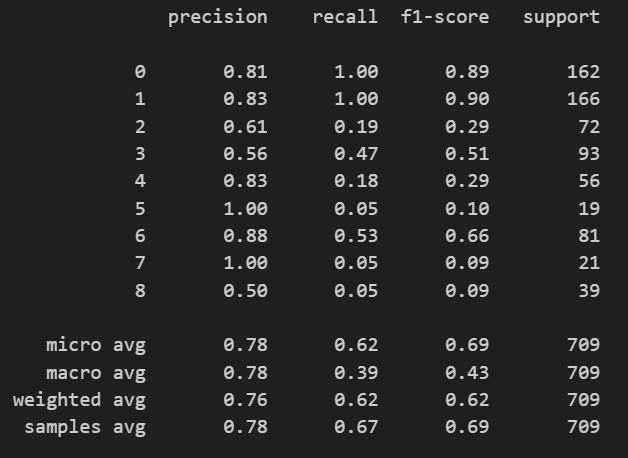 precision recall f1-score support
0 0.81 1.00 0.89 162
1 0.83 1.00 0.90 166
2 0.61 0.19 0.29 72
3 0.56 0.47 0.51 93
4 0.83 0.18 0.29 56
5 1.00 0.05 0.10 19
6 0.88 0.53 0.66 81
7 1.00 0.05 0.09 21
8 0.50 0.05 0.09 39
micro avg 0.78 0.62 0.69 709
macro avg 0.78 0.39 0.43 709
weighted avg 0.76 0.62 0.62 709
samples avg 0.78 0.67 0.69 709